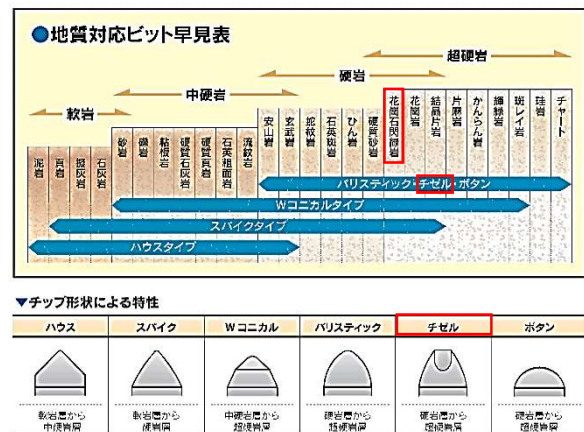 ●地質対応ビット早見表
超硬岩
硬岩
中硬岩
軟岩
泥岩
頁岩
凝灰岩
石灰岩
砂岩
礫岩
粘板岩
硬質石灰岩
硬質頁岩
石英粗面岩
流紋岩
安山岩
玄武岩
蛇紋岩
石英斑岩
ひん岩
硬質砂岩
花崗石閃緑岩
花崗岩
結晶片岩
片麻岩
かんらん岩
輝緑岩
斑レイ岩
珪岩
チャート
バリスティック・チゼル・ボタン
Wコニカルタイプ
スパイクタイプ
ハウスタイプ
▼チップ形状による特性
ハウス スパイク Wコニカル バリスティック チゼル ボタン
軟岩層から 軟岩層から 中硬岩層から 硬岩層から 硬岩層から 硬岩層から
中硬岩層 硬岩層 超硬岩層 超硬岩層 超硬岩層 超硬岩層